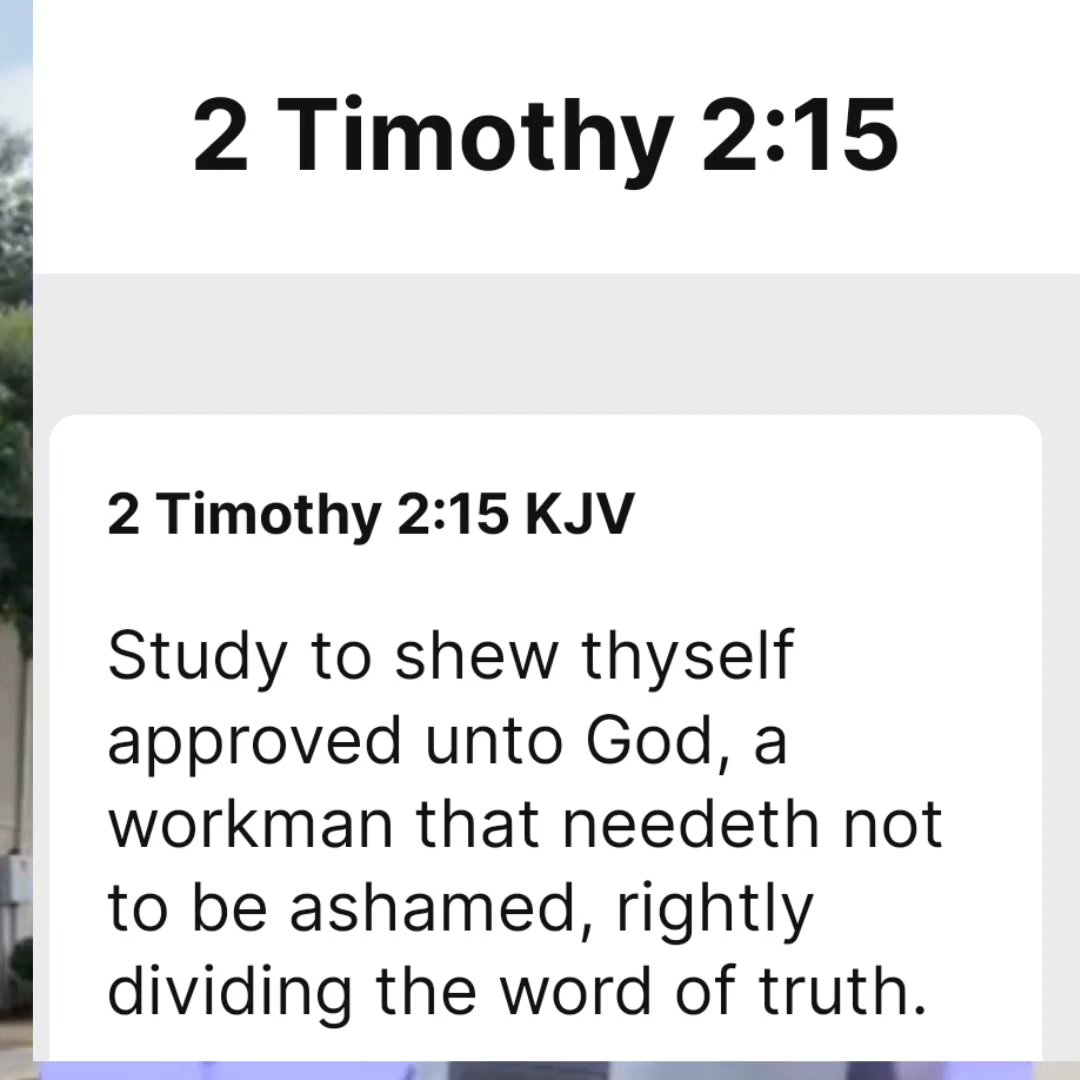 2 Timothy 2:15
2 Timothy 2:15 KJV
Study to shew thyself
approved unto God, a
workman that needeth not
to be ashamed, rightly
dividing the word of truth.